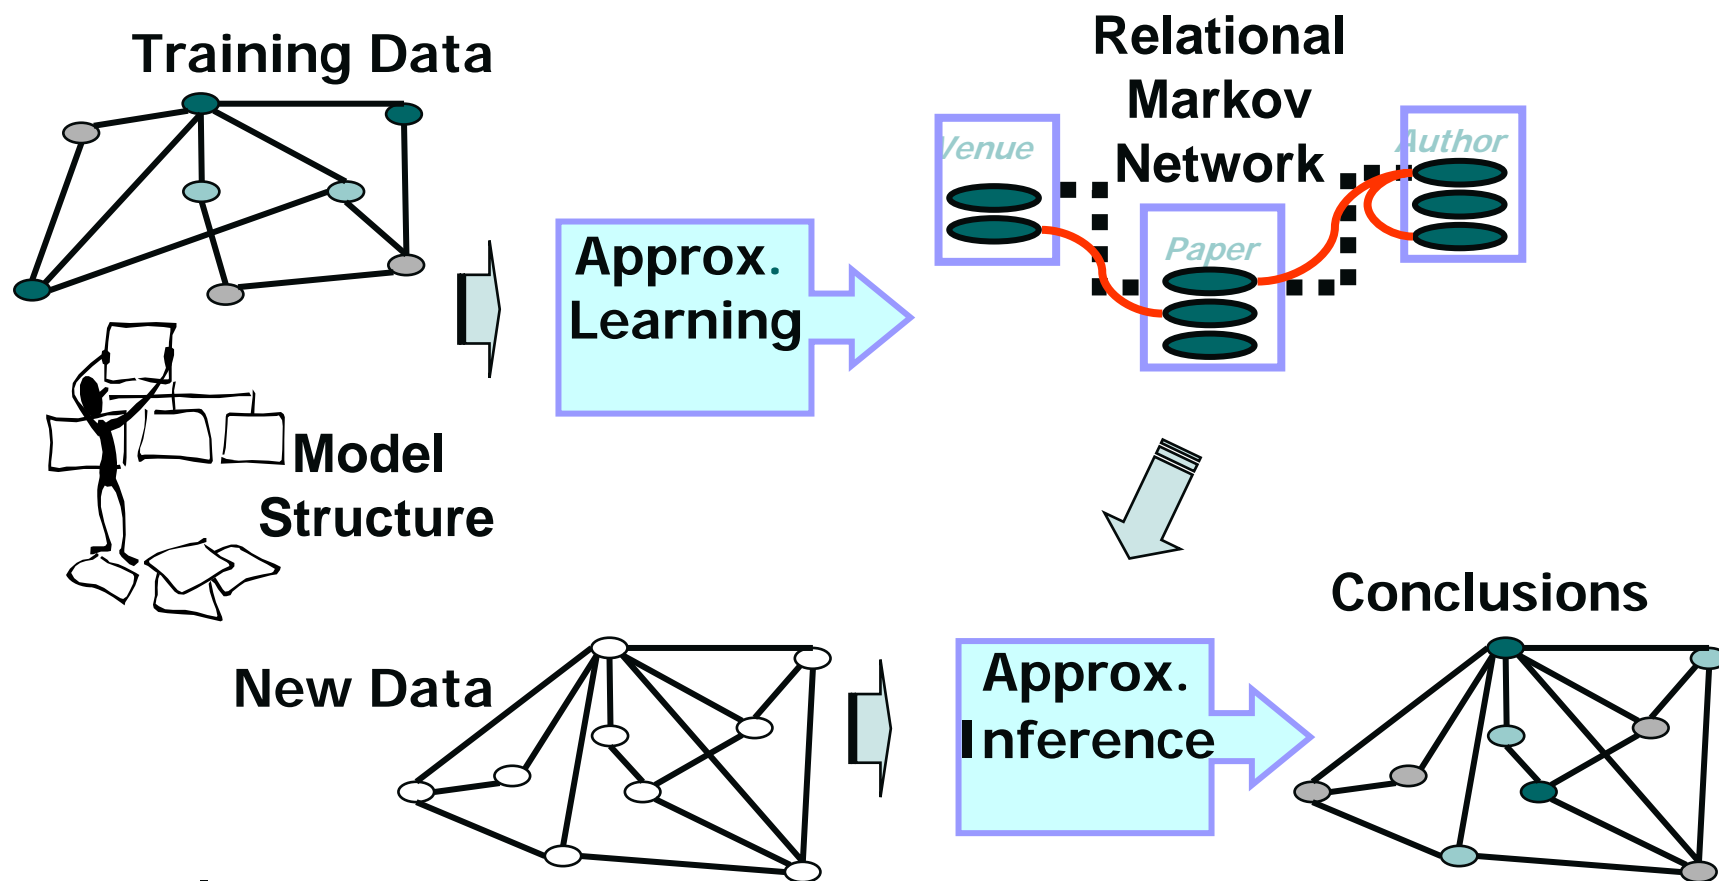 Training Data
Relational
Markov
Network
Venue
Author
Paper
Approx.
Learning
Model
Structure
Conclusions
New Data
Approx.
Inference